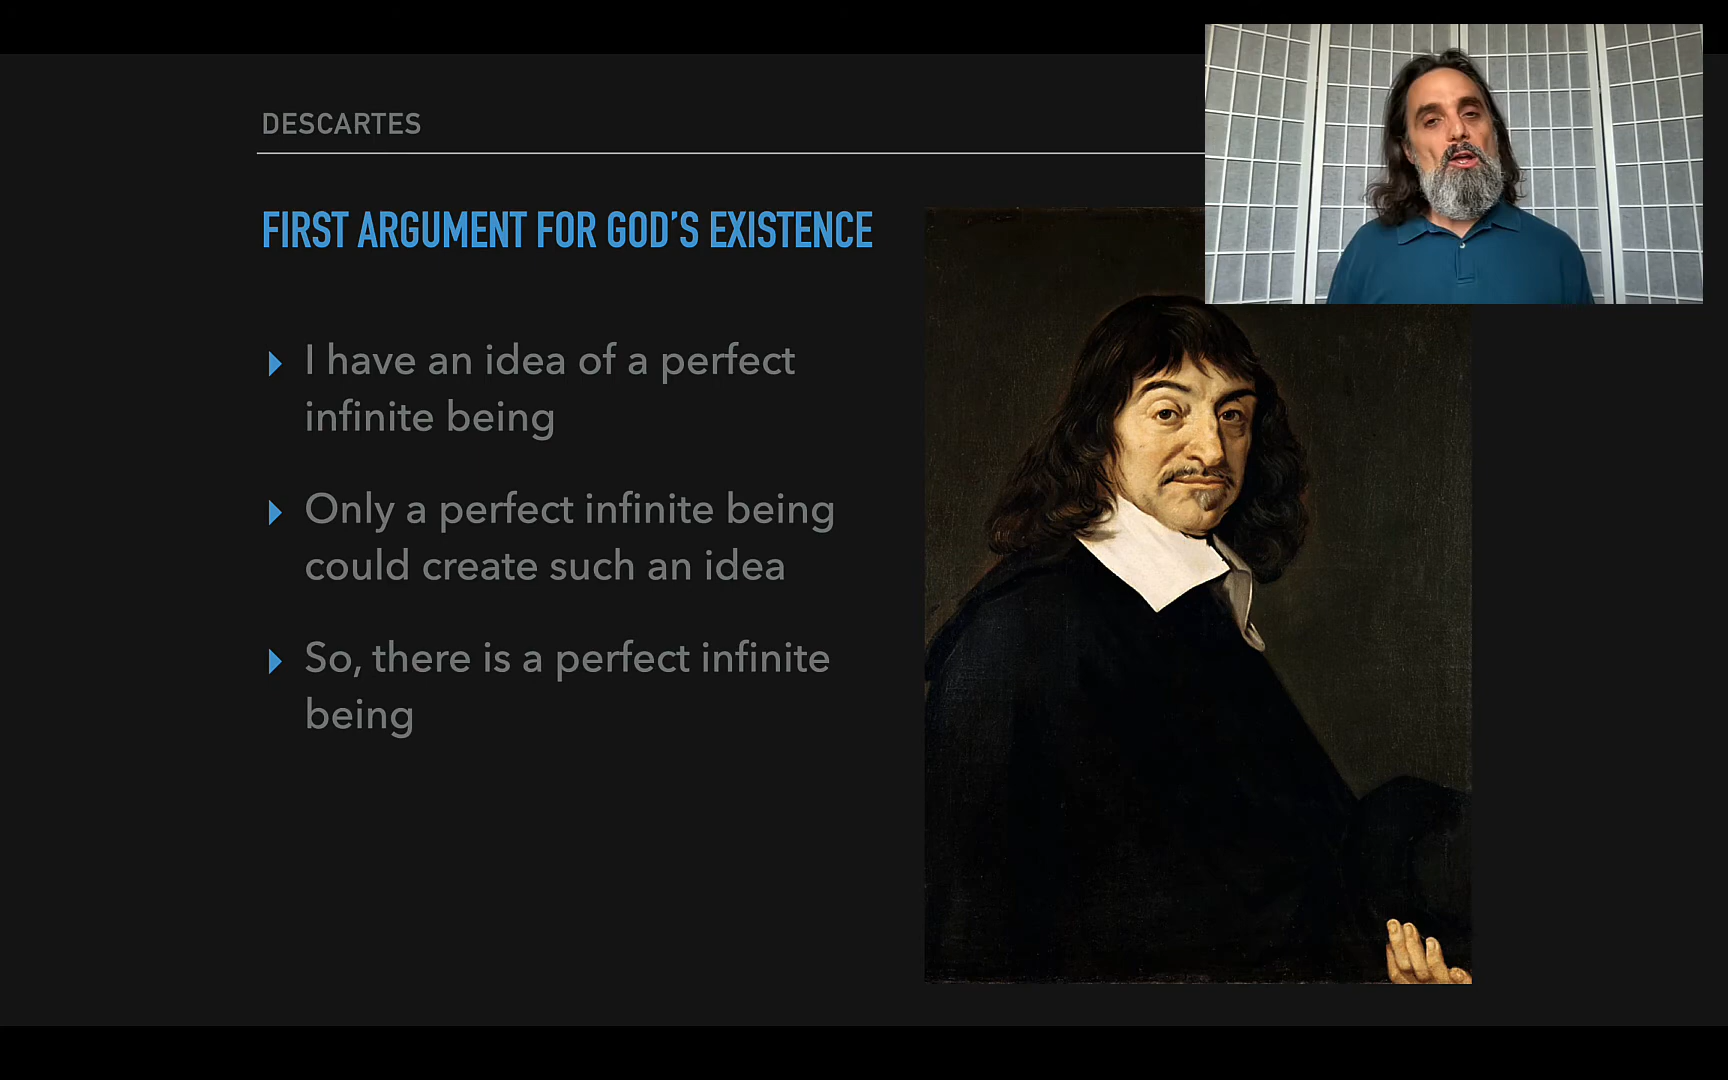 DESCARTES
FIRST ARGUMENT FOR GOD'S EXISTENCE
I have an idea of a perfect
infinite being
Only a perfect infinite being
could create such an idea
So, there is a perfect infinite
being